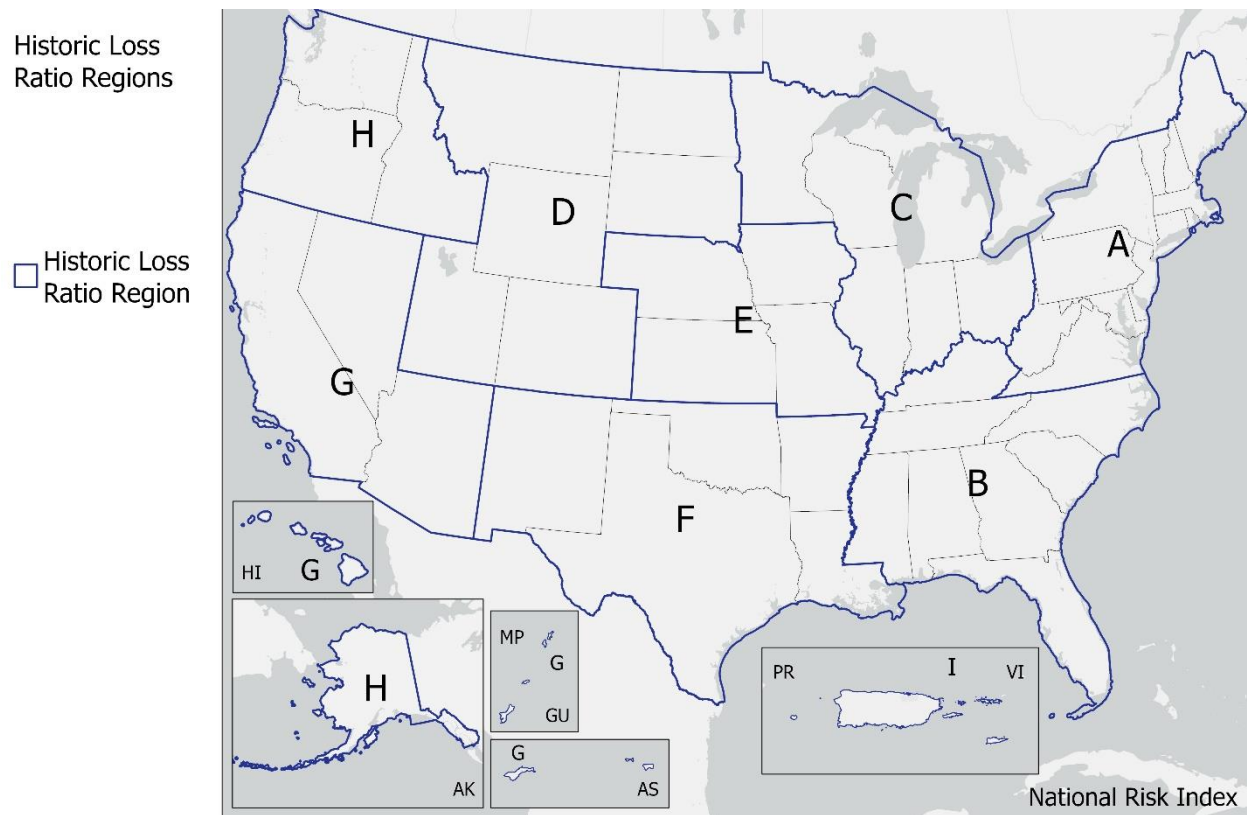 Historic Loss
Ratio Regions
Historic Loss
Ratio Region
H
D
C
A
E
G
B
F
HI
G
H
AK
MP
G
GU
G
AS
PR
I
VI
National Risk Index